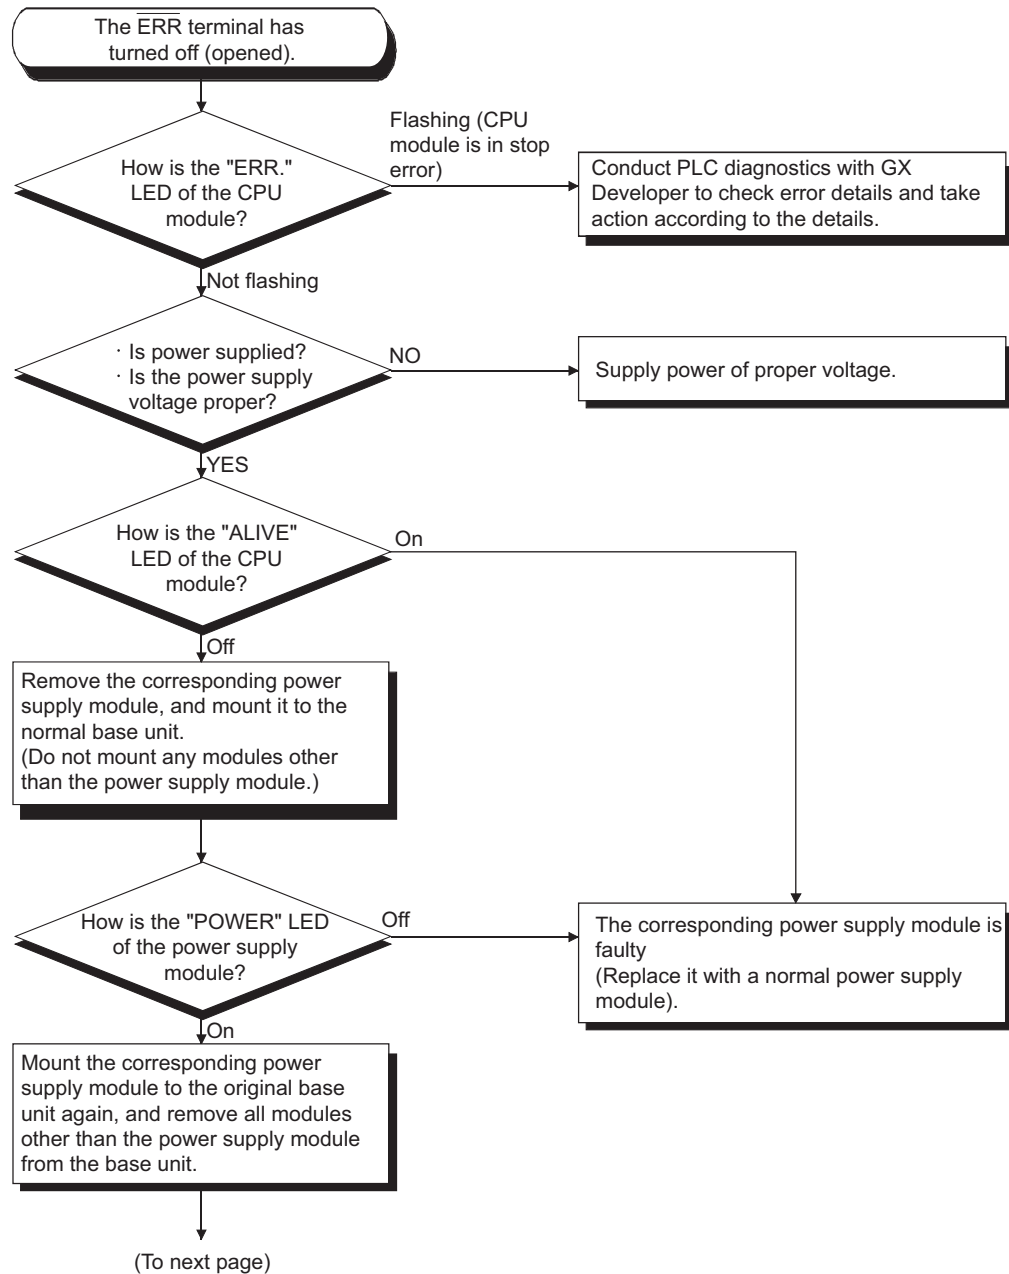 The ERR terminal has
turned off (opened).
Flashing (CPU
module is in stop
error)
How is the "ERR."
LED of the CPU
module?
Conduct PLC diagnostics with GX
Developer to check error details and take
action according to the details.
Not flashing
· Is power supplied?
· Is the power supply
voltage proper?
NO
Supply power of proper voltage.
YES
How is the "ALIVE"
LED of the CPU
module?
On
Off
Remove the corresponding power
supply module, and mount it to the
normal base unit.
(Do not mount any modules other
than the power supply module.)
How is the "POWER" LED
of the power supply
module?
Off
The corresponding power supply module is
faulty
(Replace it with a normal power supply
module).
On
Mount the corresponding power
supply module to the original base
unit again, and remove all modules
other than the power supply module
from the base unit.
(To next page)